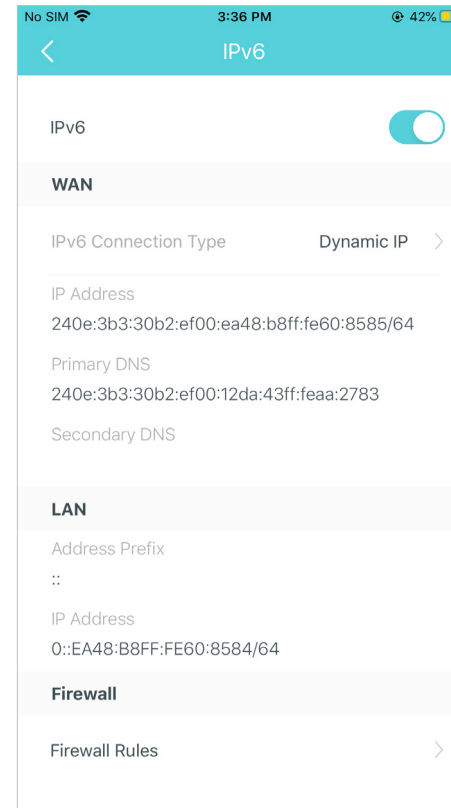 No SIM 3:36 PM 42%
IPv6
IPv6
WAN
IPv6 Connection Type Dynamic IP
IP Address
240e:3b3:30b2:ef00:ea48:b8ff:fe60:8585/64
Primary DNS
240e:3b3:30b2:ef00:12da:43ff:feaa:2783
Secondary DNS
LAN
Address Prefix
::
IP Address
0::EA48:B8FF:FE60:8584/64
Firewall
Firewall Rules